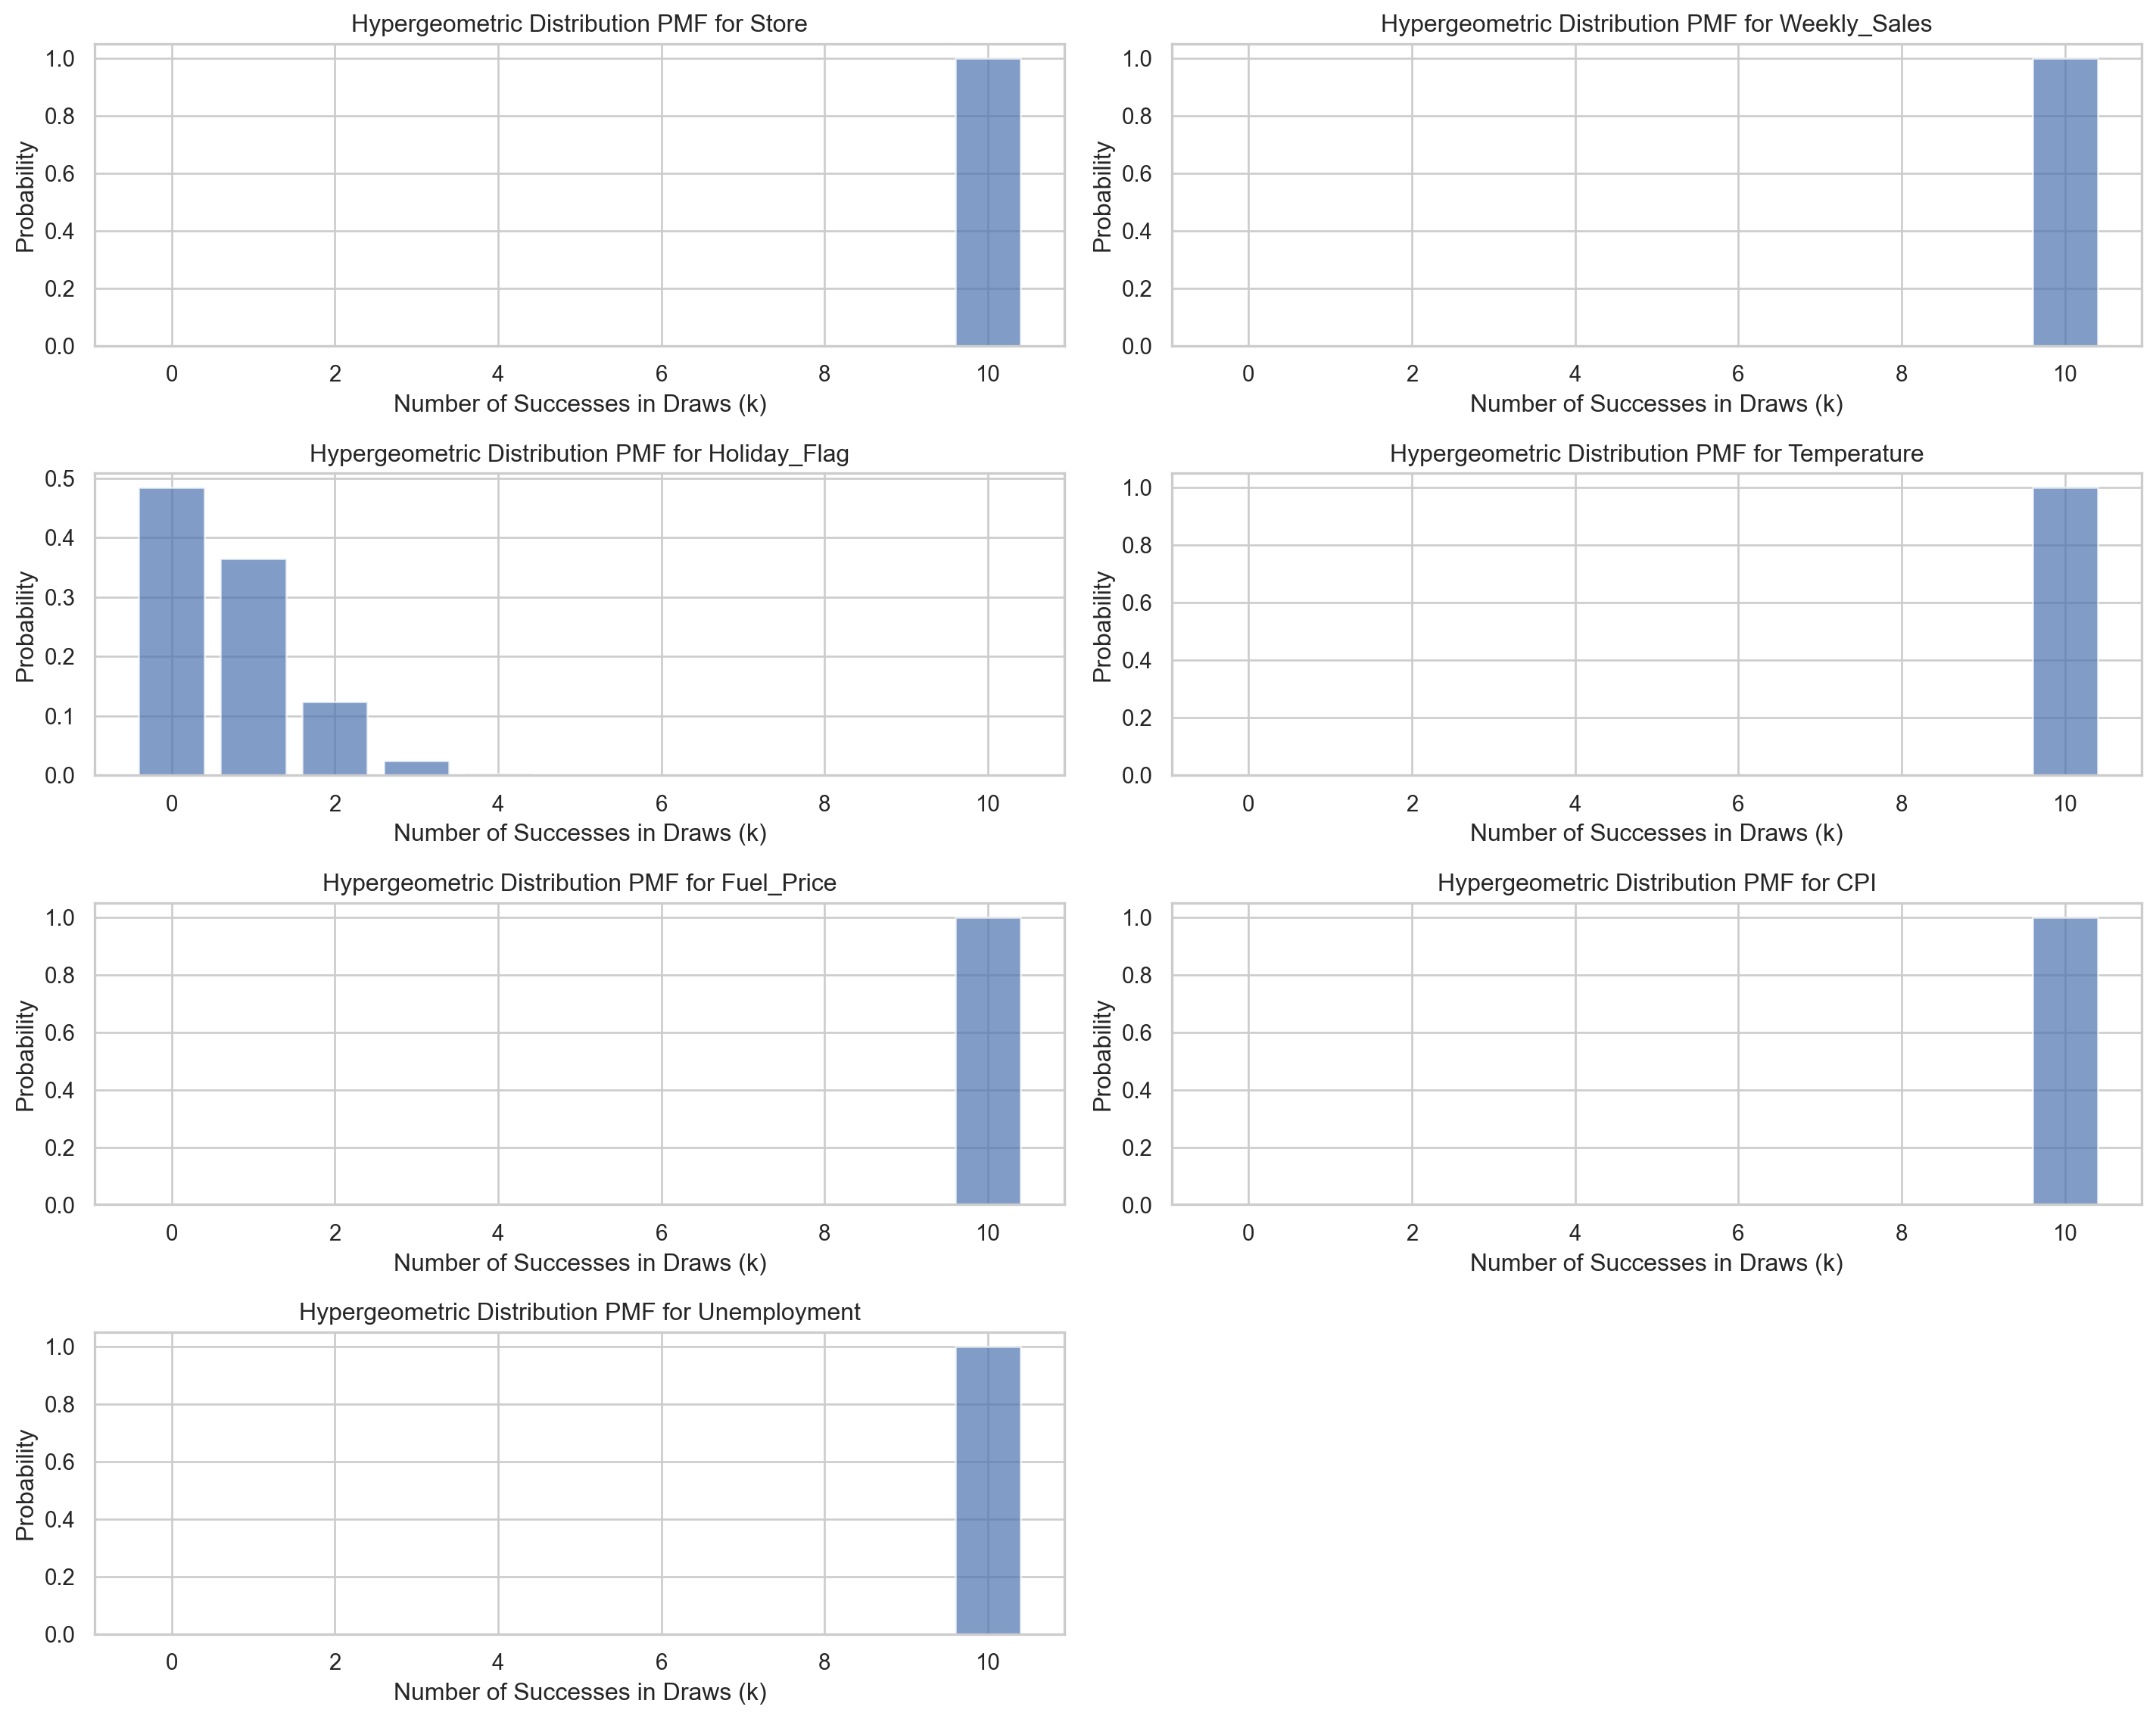 Hypergeometric Distribution PMF for Store
1.0
0.8
0.6
0.4
0.2
0.0
Probability
0 2 4 6 8 10
Number of Successes in Draws (k)
Hypergeometric Distribution PMF for Weekly_Sales
1.0
0.8
0.6
0.4
0.2
0.0
Probability
0 2 4 6 8 10
Number of Successes in Draws (k)
Hypergeometric Distribution PMF for Holiday_Flag
0.5
0.4
0.3
0.2
0.1
0.0
Probability
0 2 4 6 8 10
Number of Successes in Draws (k)
Hypergeometric Distribution PMF for Temperature
1.0
0.8
0.6
0.4
0.2
0.0
Probability
0 2 4 6 8 10
Number of Successes in Draws (k)
Hypergeometric Distribution PMF for Fuel_Price
1.0
0.8
0.6
0.4
0.2
0.0
Probability
0 2 4 6 8 10
Number of Successes in Draws (k)
Hypergeometric Distribution PMF for CPI
1.0
0.8
0.6
0.4
0.2
0.0
Probability
0 2 4 6 8 10
Number of Successes in Draws (k)
Hypergeometric Distribution PMF for Unemployment
1.0
0.8
0.6
0.4
0.2
0.0
Probability
0 2 4 6 8 10
Number of Successes in Draws (k)